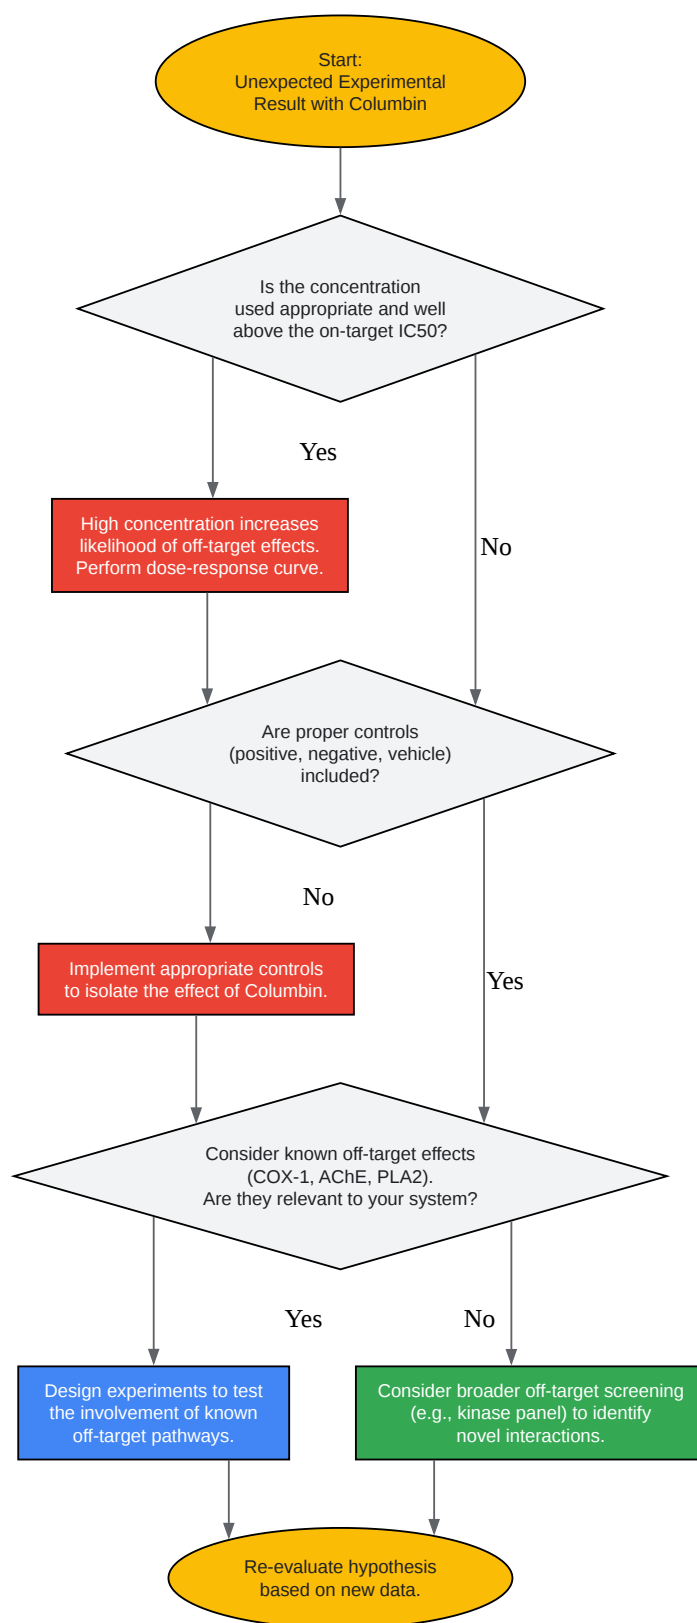 Start:
Unexpected Experimental
Result with Columbin
Is the concentration
used appropriate and well
above the on-target IC50?
Yes
High concentration increases
likelihood of off-target effects.
Perform dose-response curve.
No
Are proper controls
(positive, negative, vehicle)
included?
No
Implement appropriate controls
to isolate the effect of Columbin.
Yes
Consider known off-target effects
(COX-1, AChE, PLA2).
Are they relevant to your system?
Yes
No
Design experiments to test
the involvement of known
off-target pathways.
Consider broader off-target screening
(e.g., kinase panel) to identify
novel interactions.
Re-evaluate hypothesis
based on new data.